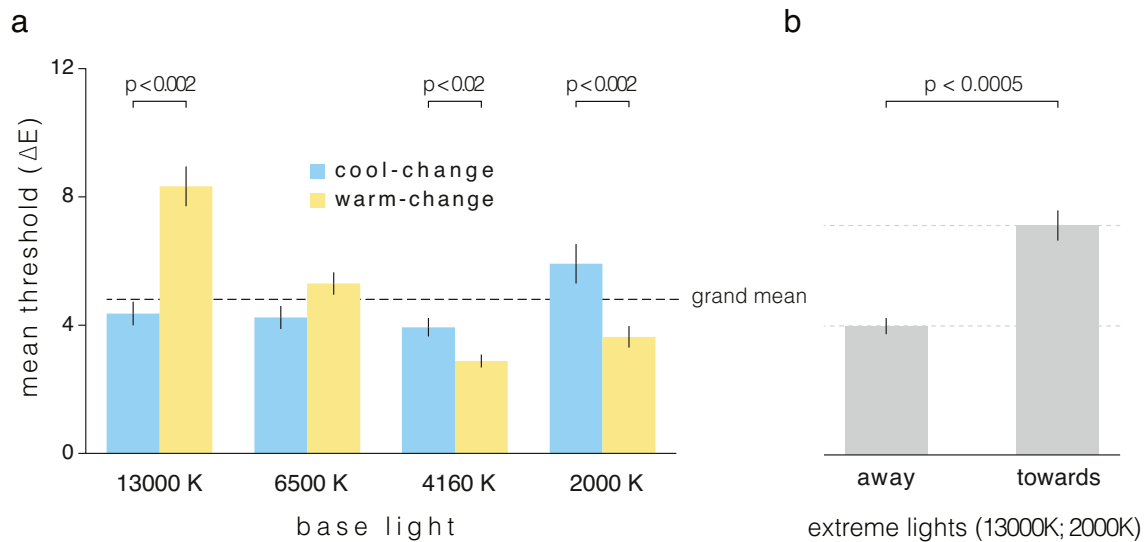 a
b
12
8
4
0
mean threshold (ΔE)
p < 0.002
p < 0.02
p < 0.002
cool-change
warm-change
grand mean
13000 K
6500 K
4160 K
2000 K
base light
p < 0.0005
away
towards
extreme lights (13000K; 2000K)